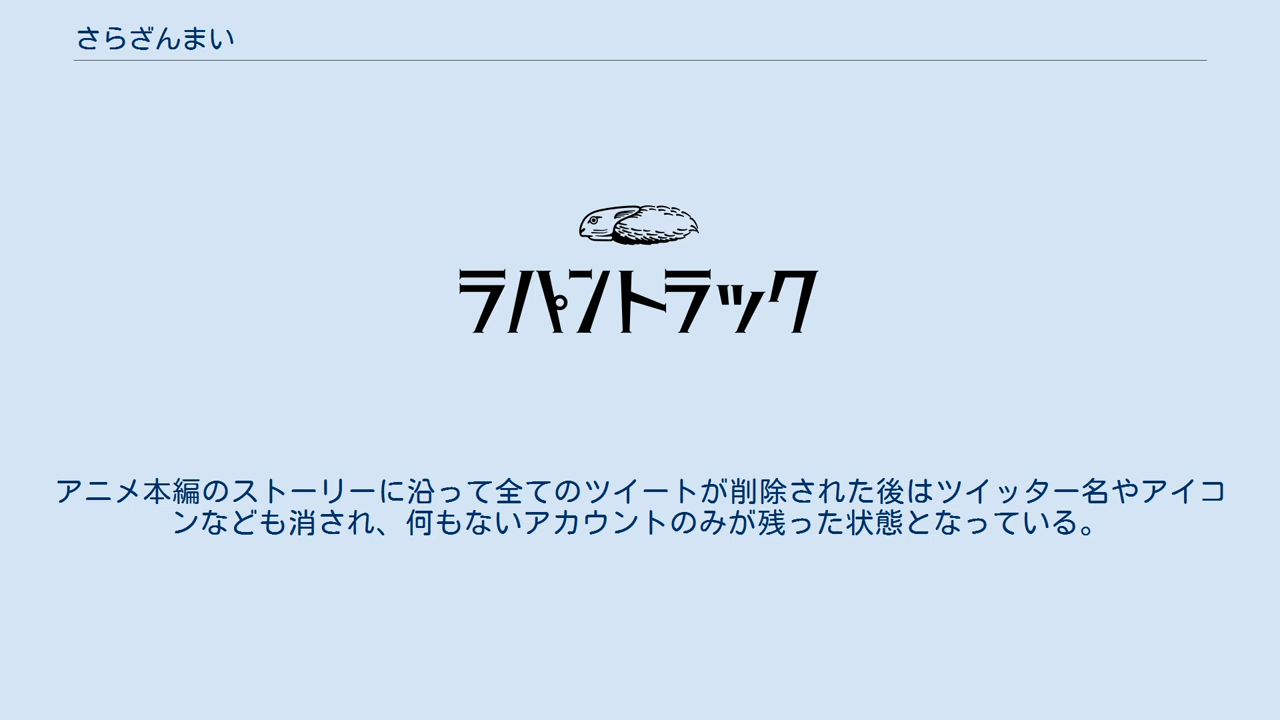 さらざんまい
ラパントラック
アニメ本編のストーリーに沿って全てのツイートが削除された後はツイッター名やアイコ
ンなども消され、何もないアカウントのみが残った状態となっている。